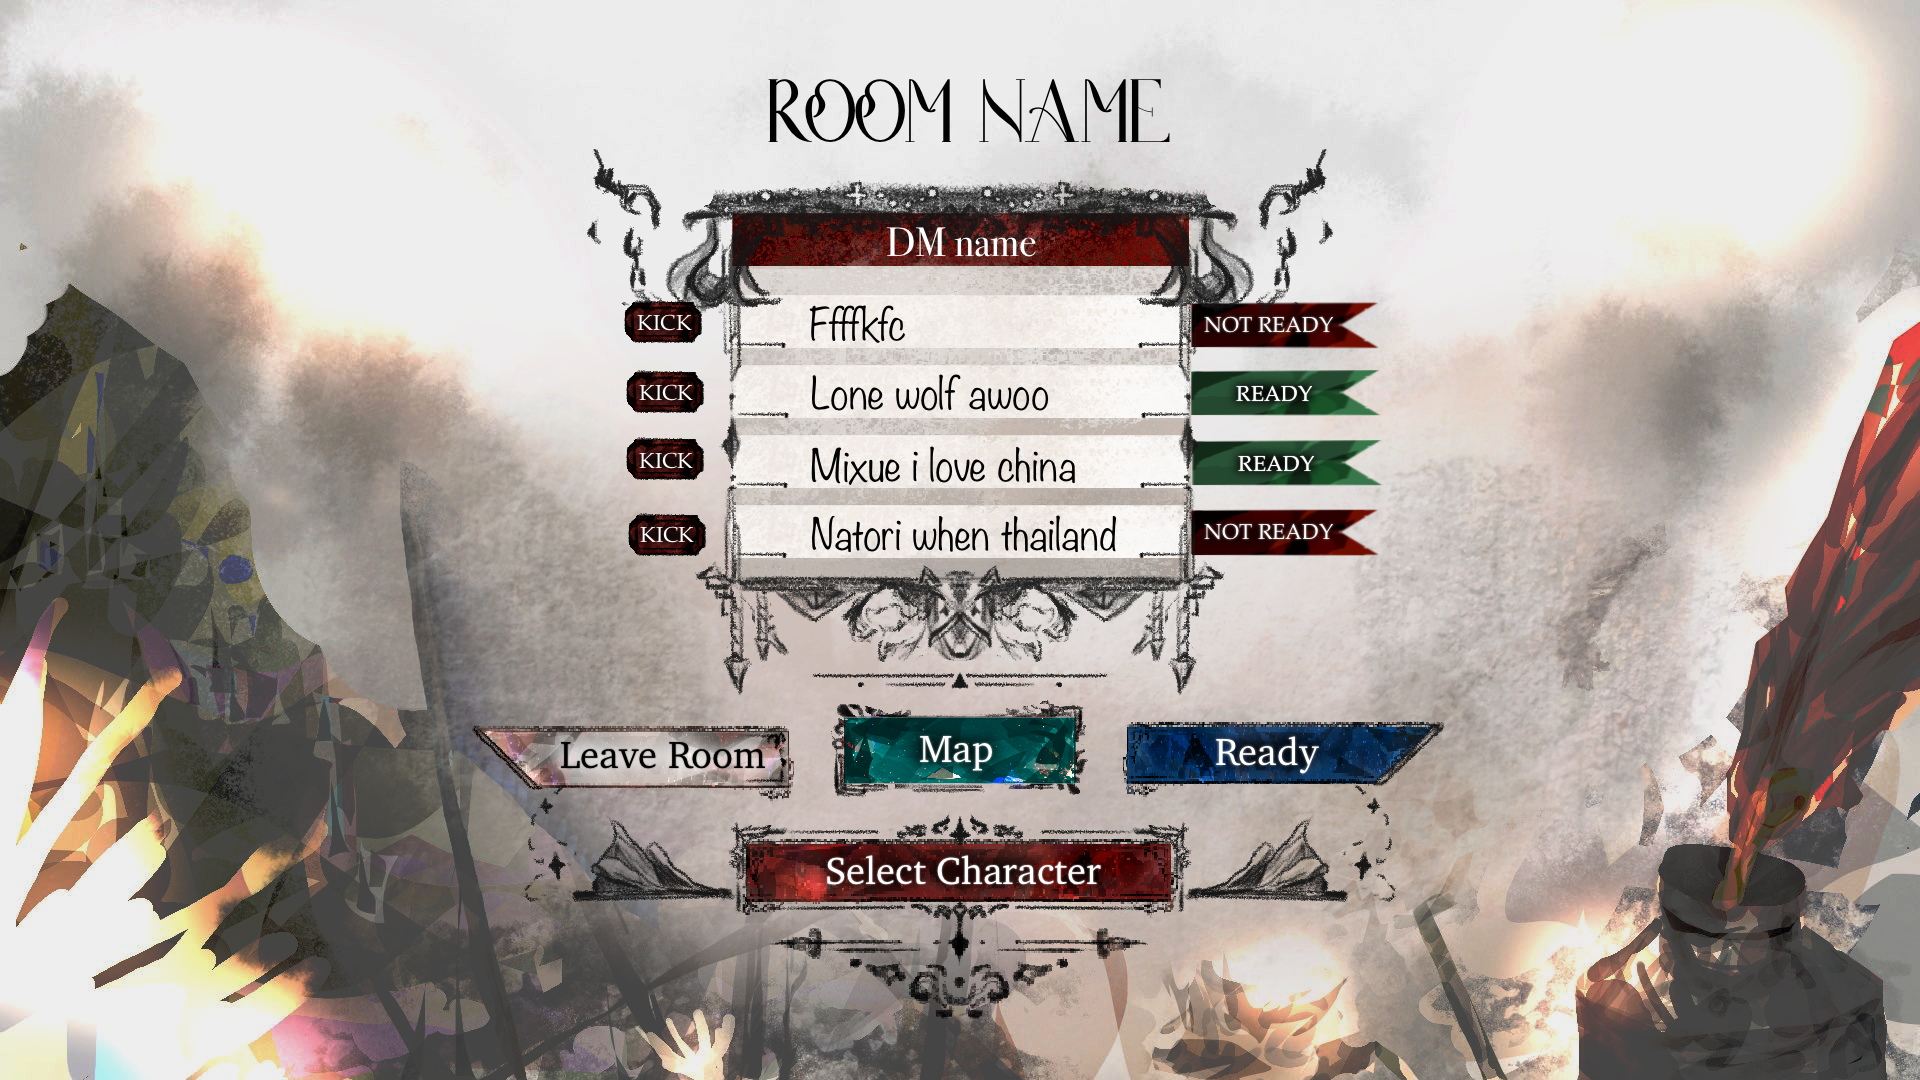 ROOM NAME
DM name
KICK Ffffkfc NOT READY
KICK Lone wolf awoo READY
KICK Mixue i love china READY
KICK Natori when thailand NOT READY
Leave Room Map Ready
Select Character